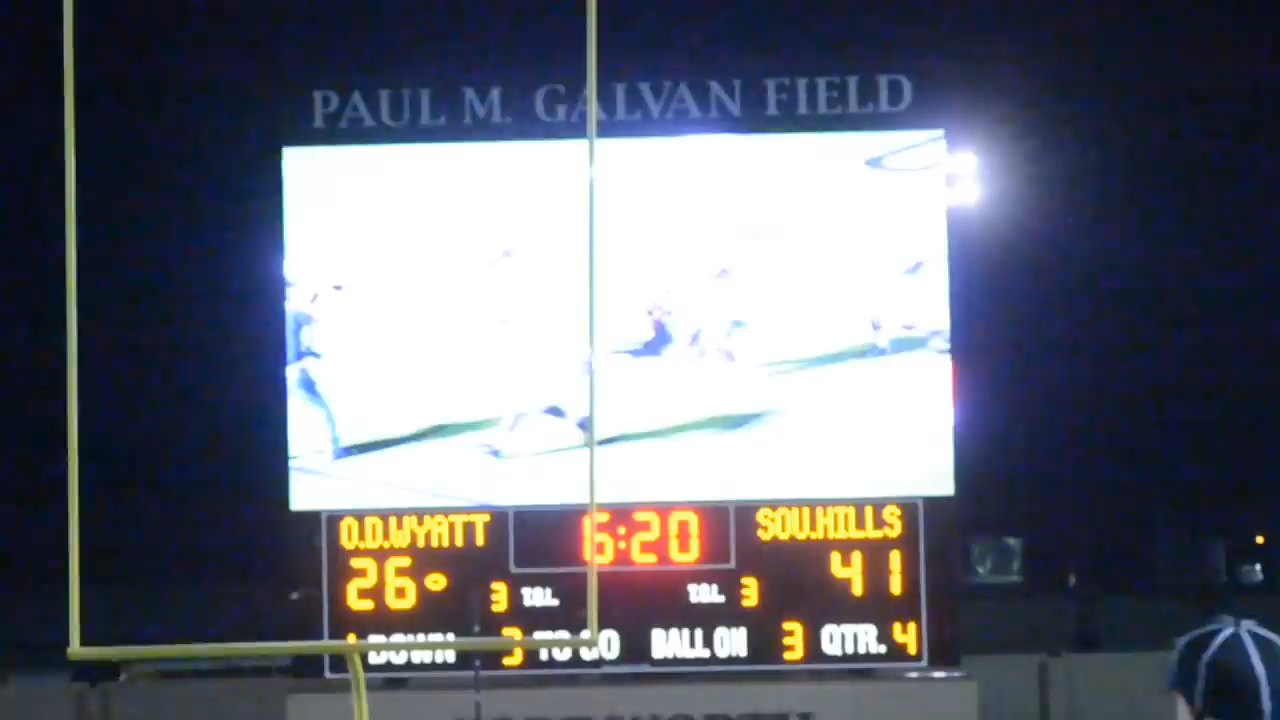 PAUL M. GALVAN FIELD
O.D.WYATT 6:20 SOU.HILLS
26 41
3 T.O.L. T.O.L. 3
1 DOWN 3 TO GO BALL ON 3 QTR. 4